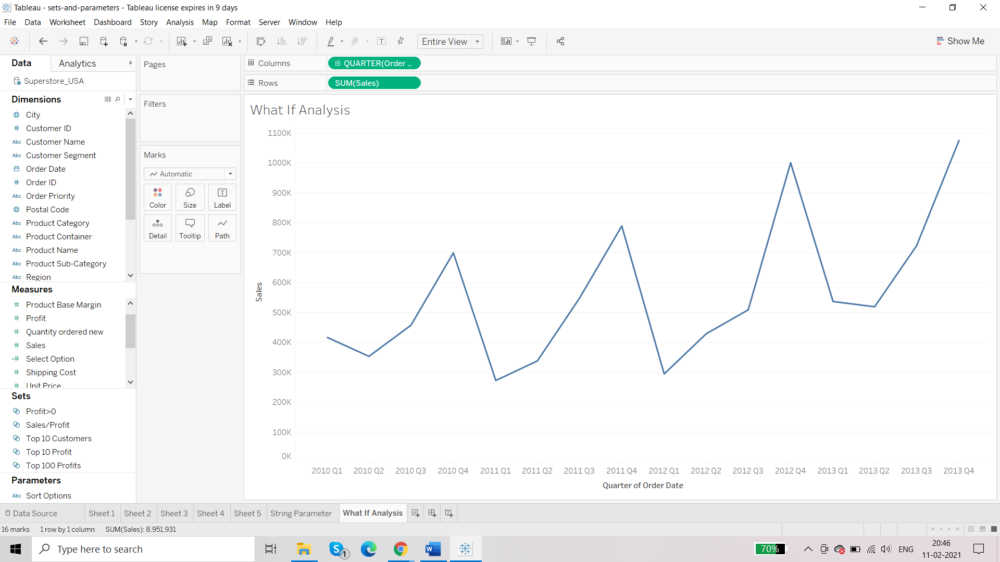 Tableau - sets-and-parameters - Tableau license expires in 9 days
File Data Worksheet Dashboard Story Analysis Map Format Server Window Help
Entire View
Show Me
Data Analytics
Superstore_USA
Dimensions
City
Customer ID
Abc Customer Name
Abc Customer Segment
Order Date
Order ID
Abc Order Priority
Postal Code
Abc Product Category
Abc Product Container
Abc Product Name
Abc Product Sub-Category
Abc Region
Measures
Product Base Margin
Profit
Quantity ordered new
Sales
Select Option
Shipping Cost
Unit Price
Sets
Profit>0
Sales/Profit
Top 10 Customers
Top 10 Profit
Top 100 Profits
Parameters
Abc Sort Options
Pages
Filters
Marks
Automatic
Color Size Label
Detail Tooltip Path
Columns QUARTER(Order ..
Rows SUM(Sales)
What If Analysis
1100K
1000K
900K
800K
700K
600K
500K
400K
300K
200K
100K
0K
Sales
2010 Q1 2010 Q2 2010 Q3 2010 Q4 2011 Q1 2011 Q2 2011 Q3 2011 Q4 2012 Q1 2012 Q2 2012 Q3 2012 Q4 2013 Q1 2013 Q2 2013 Q3 2013 Q4
Quarter of Order Date
Data Source Sheet 1 Sheet 2 Sheet 3 Sheet 4 Sheet 5 String Parameter What If Analysis
16 marks 1 row by 1 column SUM(Sales): 8,951,931
Type here to search
1
70%
ENG
20:46
11-02-2021